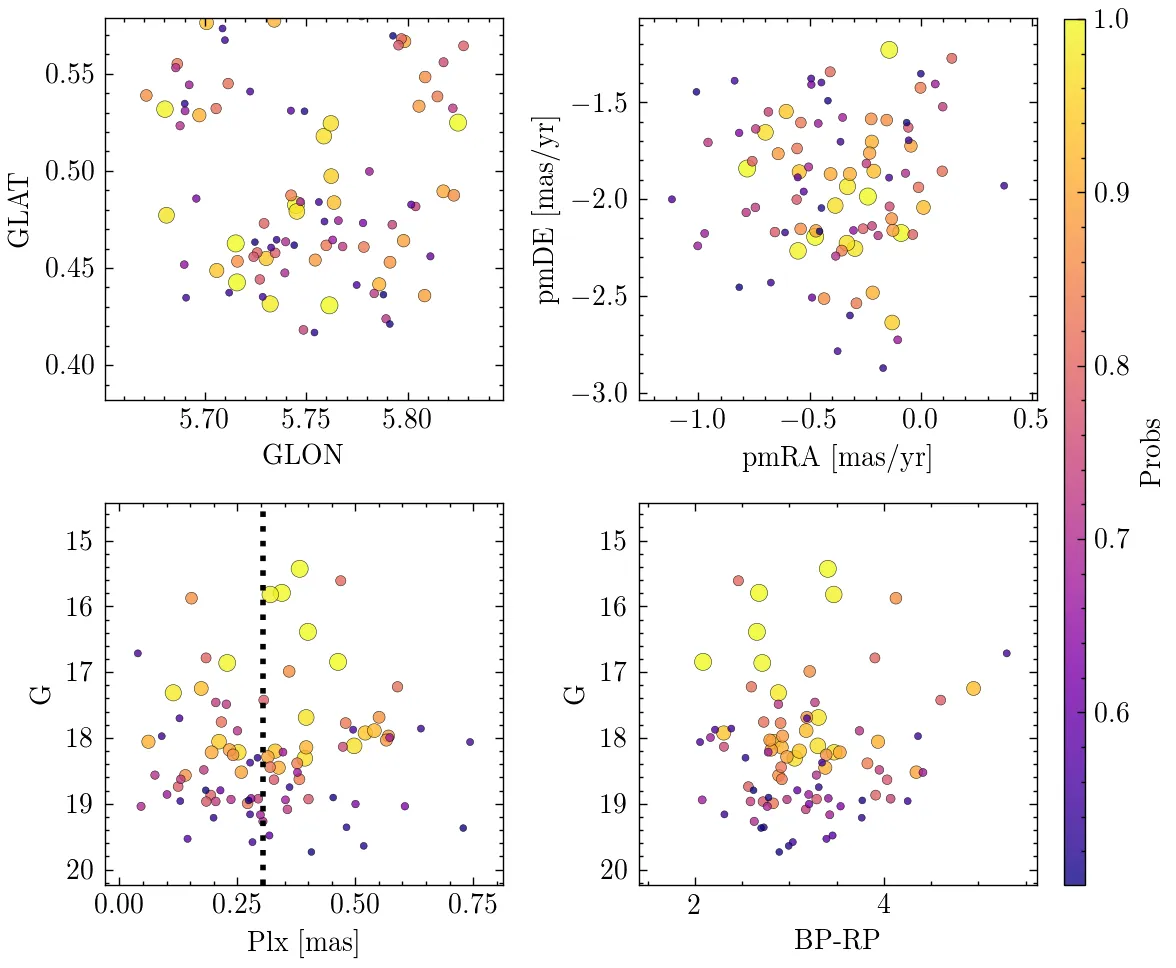 0.55
0.50
0.45
0.40
GLAT
5.70 5.75 5.80
GLON
−1.5
−2.0
−2.5
−3.0
pmDE [mas/yr]
−1.0 −0.5 0.0 0.5
pmRA [mas/yr]
1.0
0.9
0.8
0.7
0.6
Probs
15
16
17
18
19
20
G
0.00 0.25 0.50 0.75
Plx [mas]
15
16
17
18
19
20
G
2 4
BP-RP